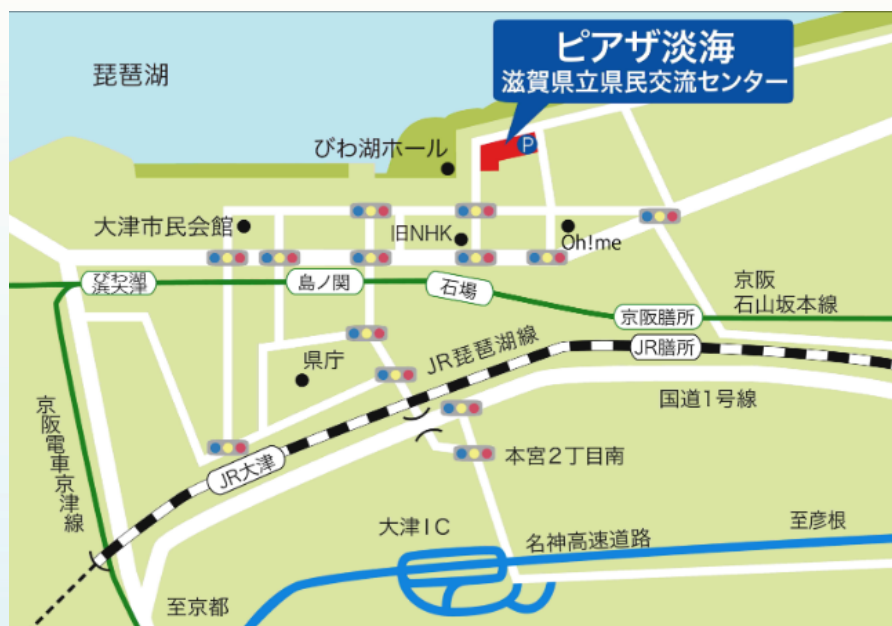 ピアザ淡海
滋賀県立県民交流センター
琵琶湖
P
びわ湖ホール
大津市民会館
旧NHK
Oh!me
びわ湖
浜大津
島ノ関
石場
京阪
石山坂本線
京阪膳所
JR膳所
JR琵琶湖線
県庁
国道1号線
京阪電車京津線
JR大津
本宮2丁目南
大津IC
名神高速道路
至彦根
至京都